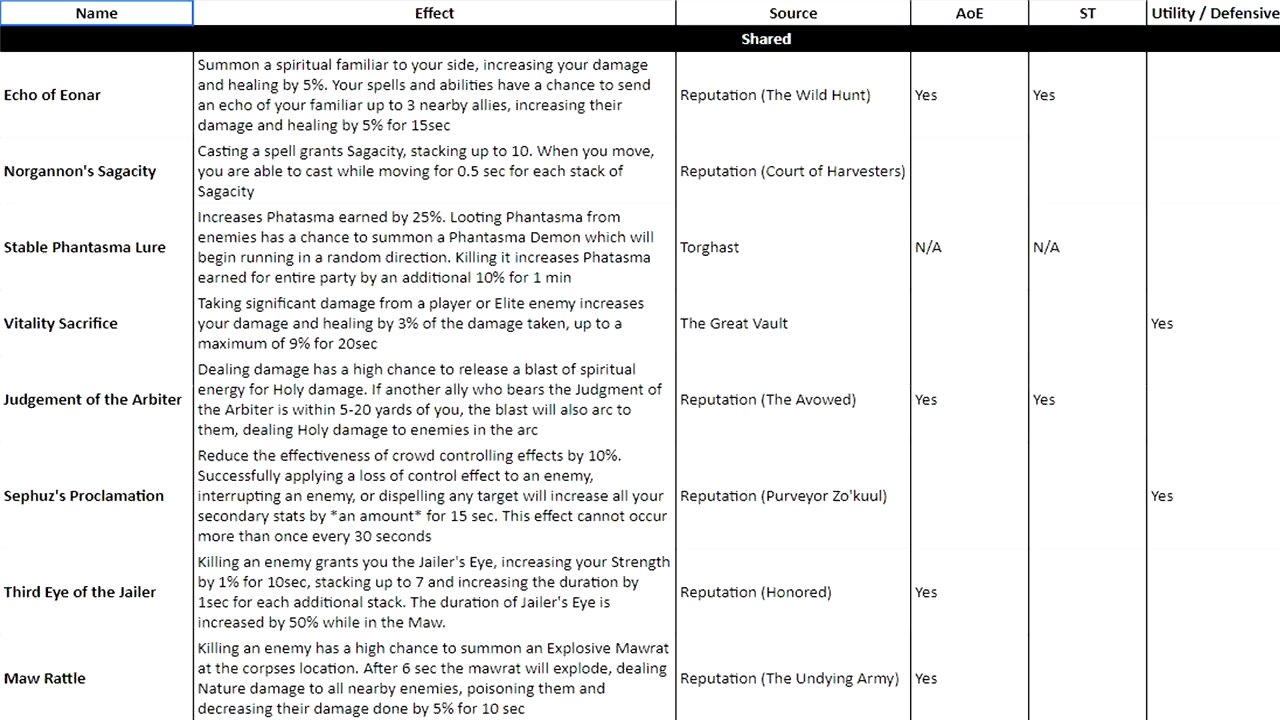 Name Effect Source AoE ST Utility / Defensive
Shared
Summon a spiritual familiar to your side, increasing your damage
and healing by 5%. Your spells and abilities have a chance to send
Echo of Eonar an echo of your familiar up to 3 nearby allies, increasing their Reputation (The Wild Hunt) Yes Yes
damage and healing by 5% for 15sec
Casting a spell grants Sagacity, stacking up to 10. When you move,
Norgannon's Sagacity you are able to cast while moving for 0.5 sec for each stack of Reputation (Court of Harvesters)
Sagacity
Increases Phatasma earned by 25%. Looting Phantasma from
enemies has a chance to summon a Phantasma Demon which will
Stable Phantasma Lure begin running in a random direction. Killing it increases Phatasma Torghast N/A N/A
earned for entire party by an additional 10% for 1 min
Taking significant damage from a player or Elite enemy increases
Vitality Sacrifice your damage and healing by 3% of the damage taken, up to a The Great Vault Yes
maximum of 9% for 20sec
Dealing damage has a high chance to release a blast of spiritual
energy for Holy damage. If another ally who bears the Judgment of
Judgement of the Arbiter the Arbiter is within 5-20 yards of you, the blast will also arc to Reputation (The Avowed) Yes Yes
them, dealing Holy damage to enemies in the arc
Reduce the effectiveness of crowd controlling effects by 10%.
Successfully applying a loss of control effect to an enemy,
Sephuz's Proclamation interrupting an enemy, or dispelling any target will increase all your Reputation (Purveyor Zo'kuul) Yes
secondary stats by *an amount* for 15 sec. This effect cannot occur
more than once every 30 seconds
Killing an enemy grants you the Jailer's Eye, increasing your Strength
by 1% for 10sec, stacking up to 7 and increasing the duration by
Third Eye of the Jailer 1sec for each additional stack. The duration of Jailer's Eye is Reputation (Honored) Yes
increased by 50% while in the Maw.
Killing an enemy has a high chance to summon an Explosive Mawrat
at the corpses location. After 6 sec the mawrat will explode, dealing
Maw Rattle Nature damage to all nearby enemies, poisoning them and Reputation (The Undying Army) Yes
decreasing their damage done by 5% for 10 sec